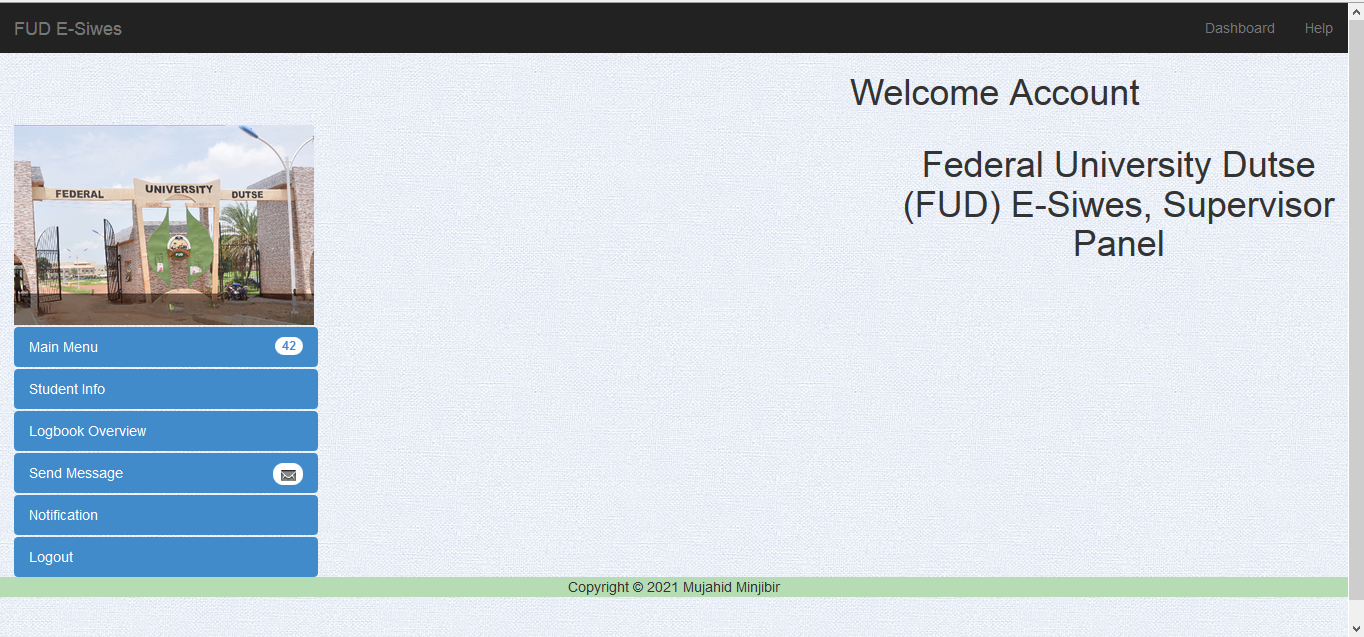 FUD E-Siwes
Dashboard
Help
Welcome Account
Federal University Dutse
(FUD) E-Siwes, Supervisor
Panel
FEDERAL UNIVERSITY DUTSE
FUD
Main Menu 42
Student Info
Logbook Overview
Send Message
Notification
Logout
Copyright © 2021 Mujahid Minjibir